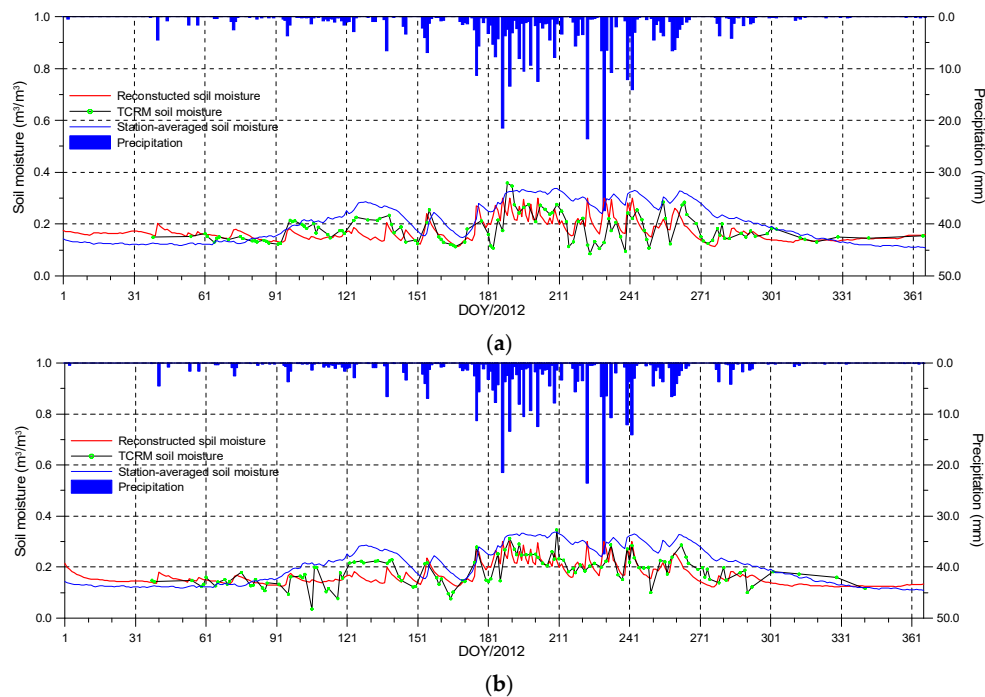 0.0
10.0
20.0
30.0
40.0
50.0
Precipitation (mm)
1.0
0.8
0.6
0.4
0.2
0.0
Soil moisture (m³/m³)
Reconstructed soil moisture
TCRM soil moisture
Station-averaged soil moisture
Precipitation
1 31 61 91 121 151 181 211 241 271 301 331 361
DOY/2012
(a)
0.0
10.0
20.0
30.0
40.0
50.0
Precipitation (mm)
1.0
0.8
0.6
0.4
0.2
0.0
Soil moisture (m³/m³)
Reconstructed soil moisture
TCRM soil moisture
Station-averaged soil moisture
Precipitation
1 31 61 91 121 151 181 211 241 271 301 331 361
DOY/2012
(b)